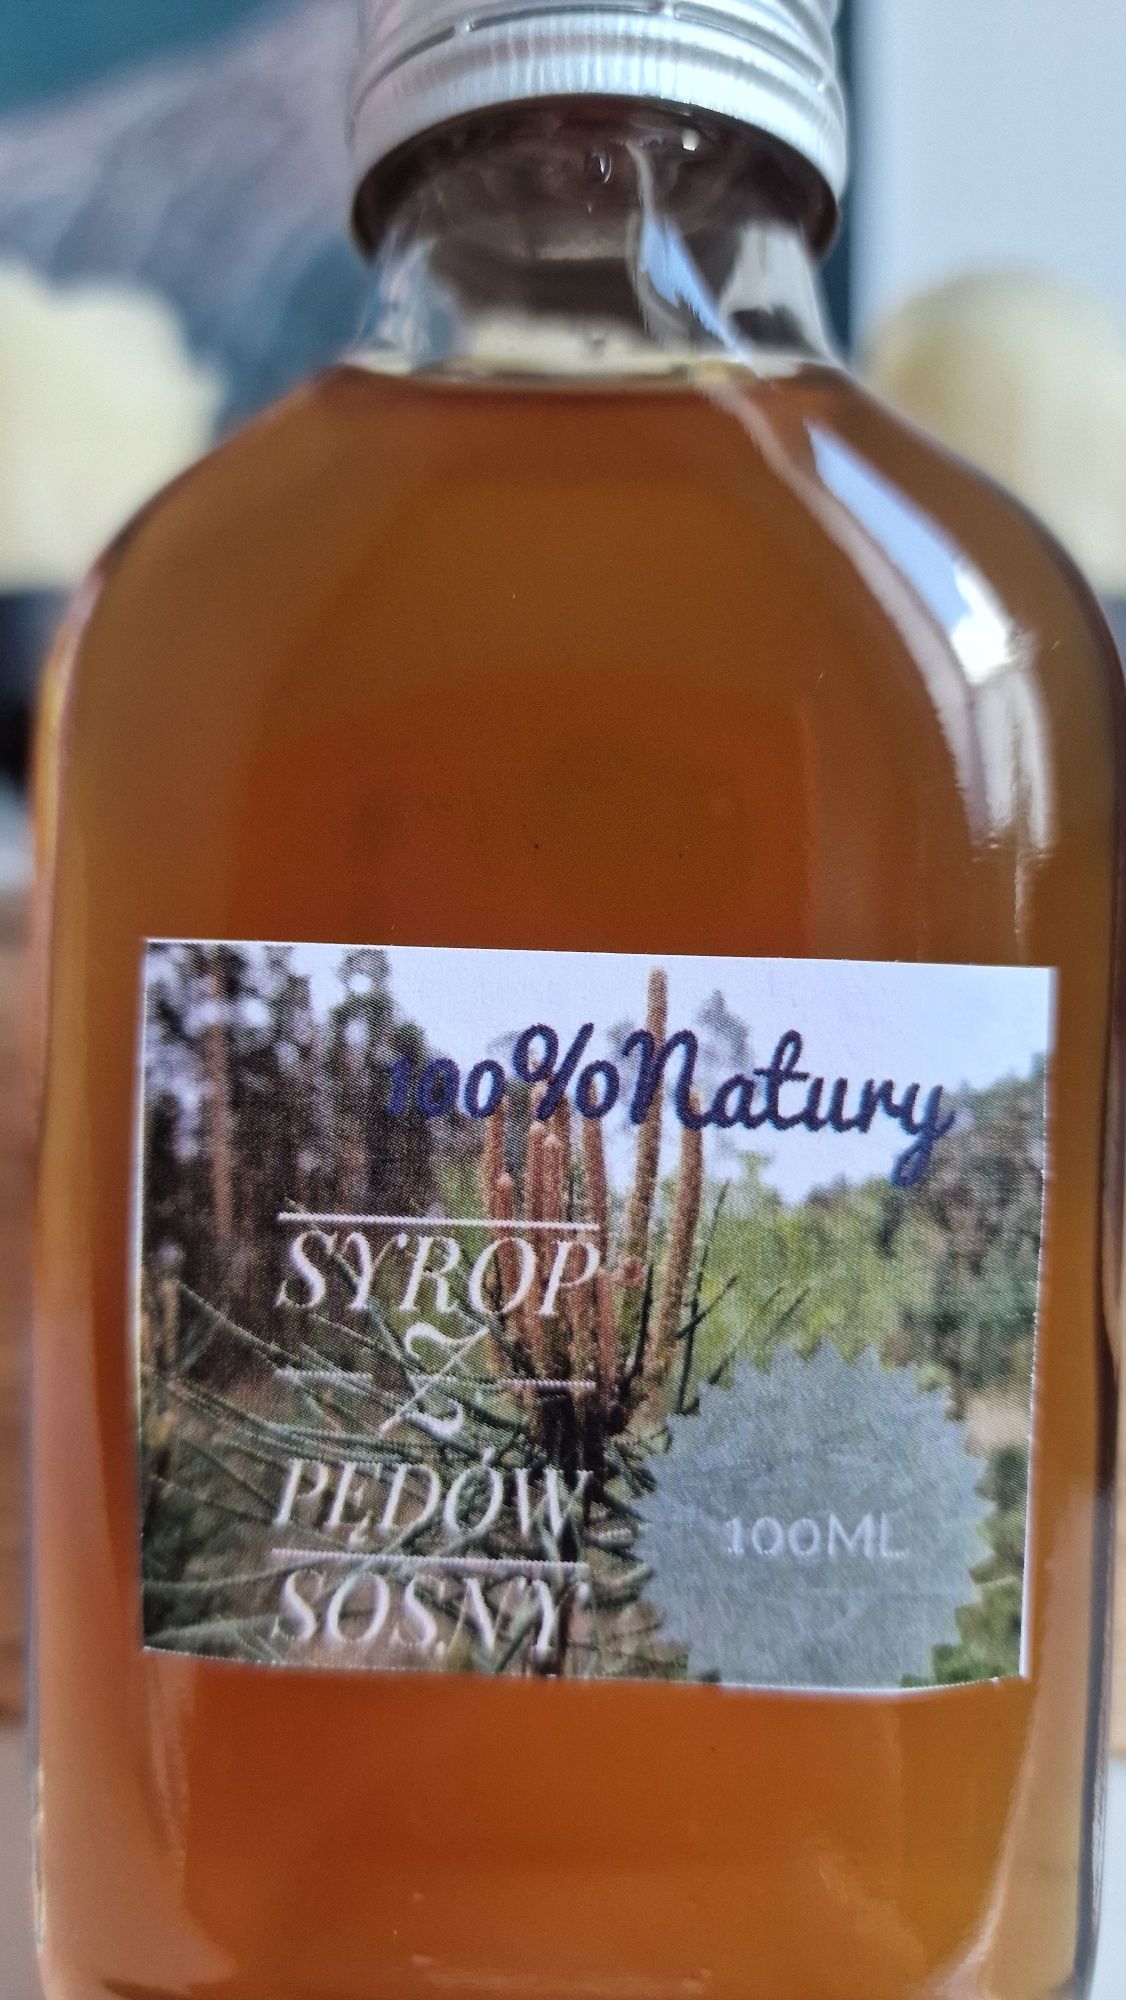 100%Natury
SYROP
Z
PĘDÓW
SOSNY
100ML